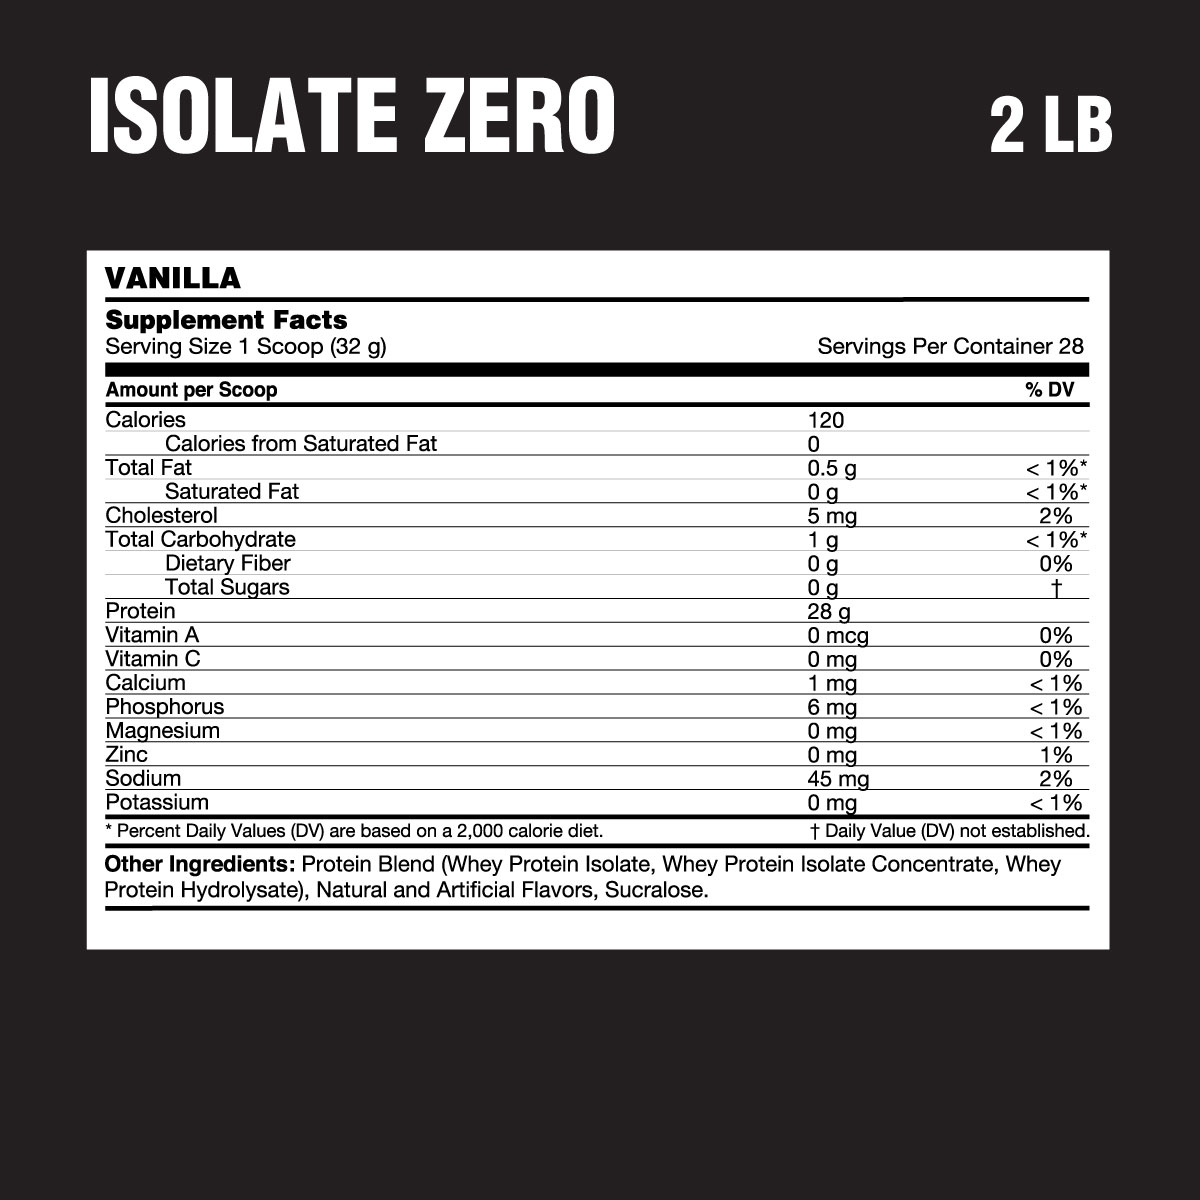 ISOLATE ZERO
2 LB
VANILLA
Supplement Facts
Serving Size 1 Scoop (32 g) Servings Per Container 28
Amount per Scoop % DV
Calories 120
Calories from Saturated Fat 0
Total Fat 0.5 g < 1%*
Saturated Fat 0 g < 1%*
Cholesterol 5 mg 2%
Total Carbohydrate 1 g < 1%*
Dietary Fiber 0 g 0%
Total Sugars 0 g †
Protein 28 g
Vitamin A 0 mcg 0%
Vitamin C 0 mg 0%
Calcium 1 mg < 1%
Phosphorus 6 mg < 1%
Magnesium 0 mg < 1%
Zinc 0 mg 1%
Sodium 45 mg 2%
Potassium 0 mg < 1%
* Percent Daily Values (DV) are based on a 2,000 calorie diet. † Daily Value (DV) not established.
Other Ingredients: Protein Blend (Whey Protein Isolate, Whey Protein Isolate Concentrate, Whey
Protein Hydrolysate), Natural and Artificial Flavors, Sucralose.